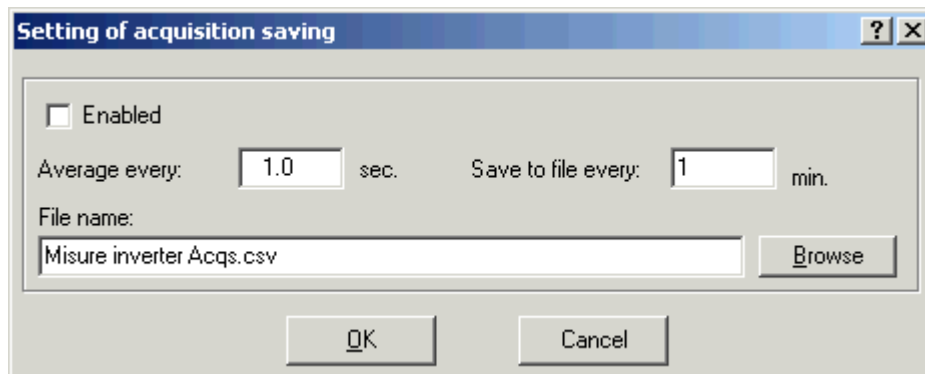 Setting of acquisition saving ?
Enabled
Average every: 1.0 sec. Save to file every: 1 min.
File name:
Misure inverter Acqs.csv Browse
OK Cancel